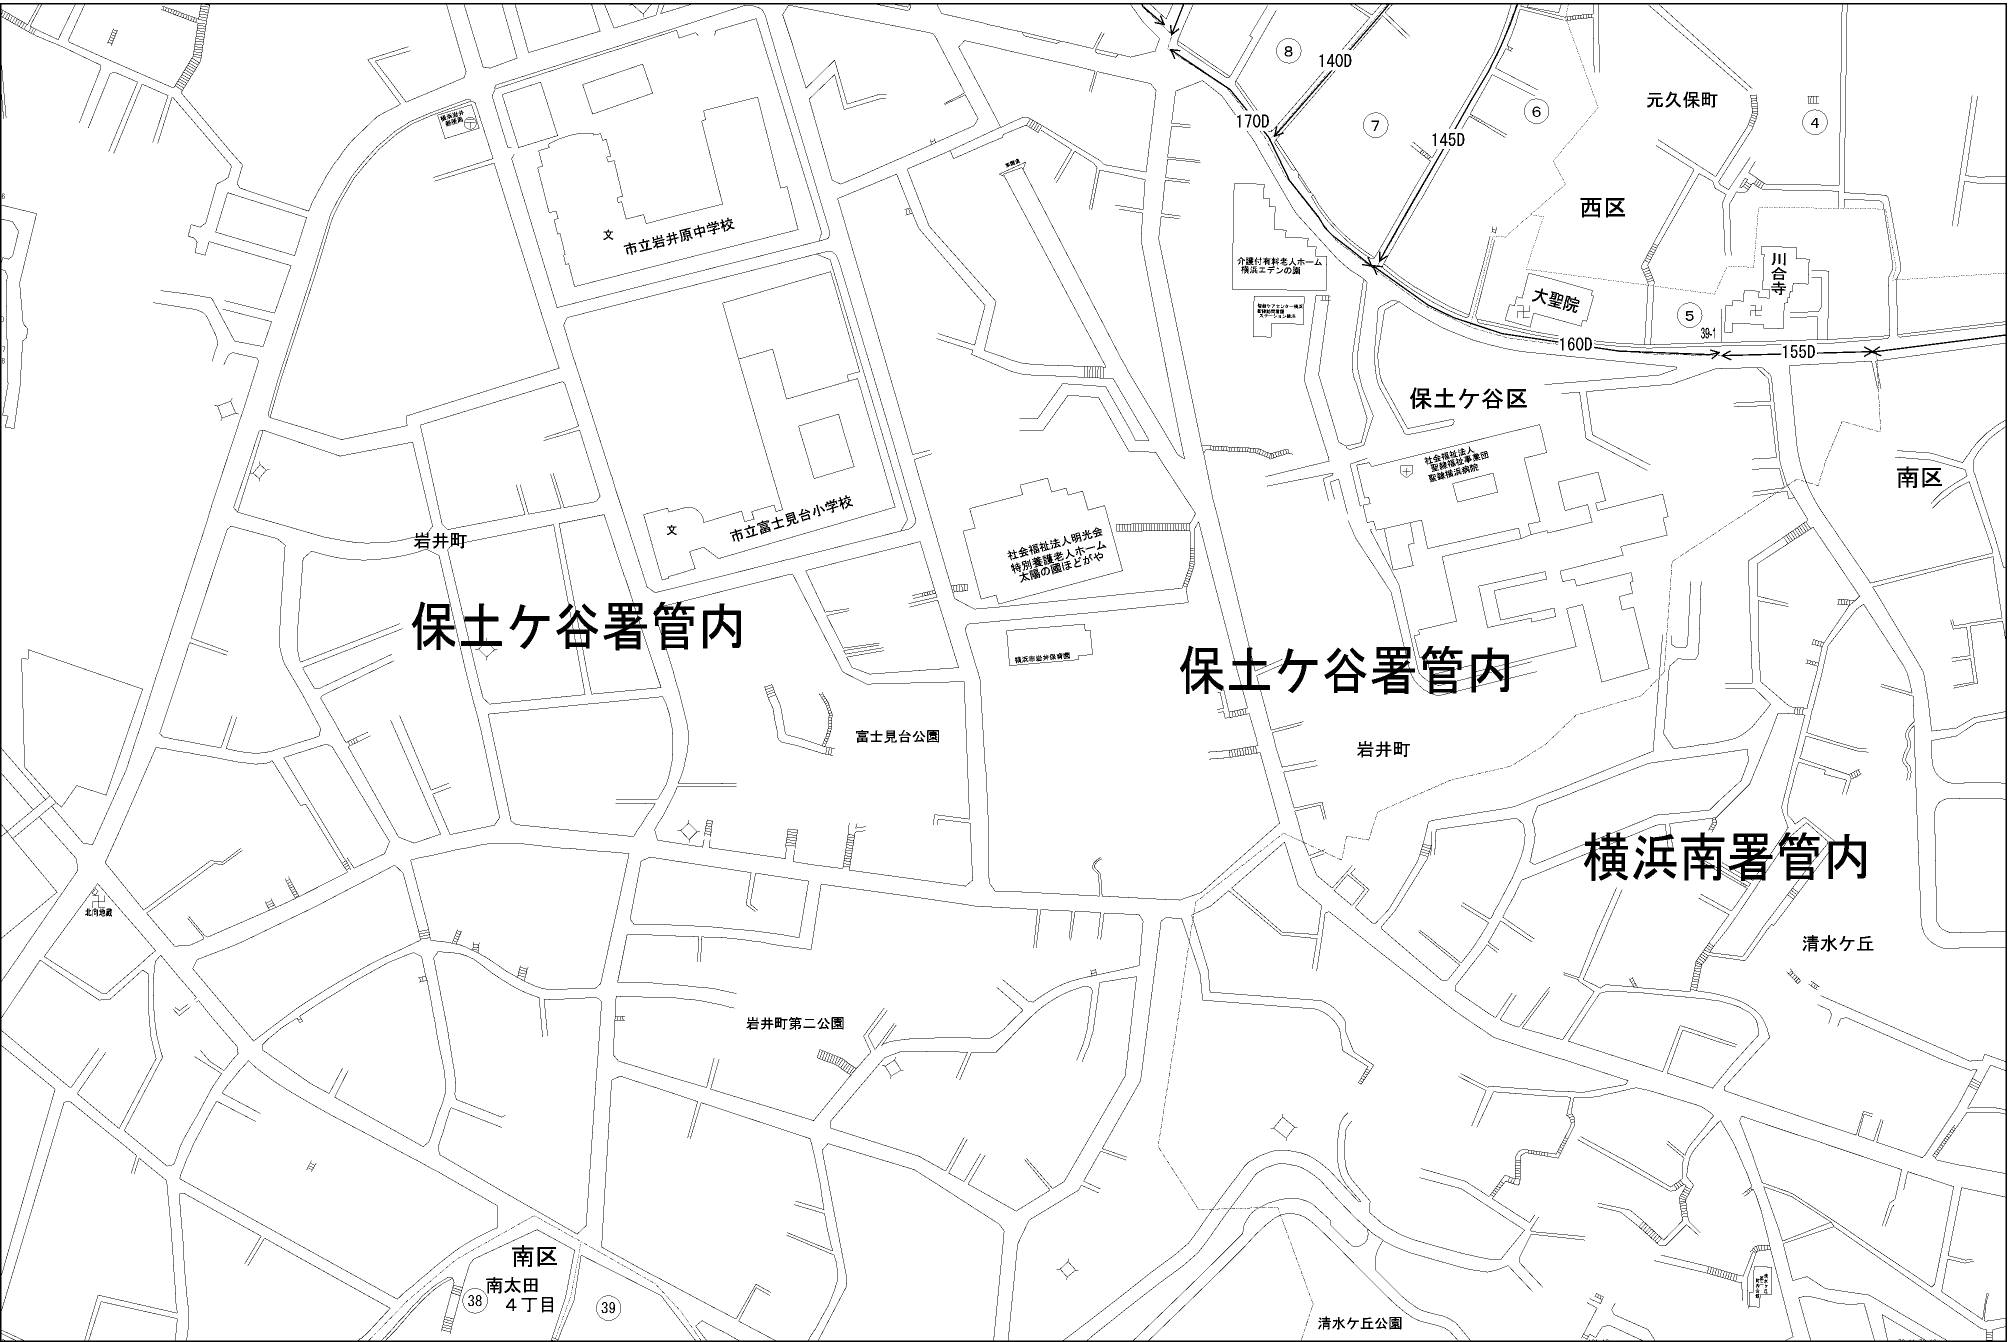 8
140D
7
145D
6
170D
元久保町
4
西区
横浜岩井
郵便局
文
市立岩井原中学校
介護付有料老人ホーム
横浜エデンの園
川合寺
大聖院
5
39-1
160D
155D
保土ケ谷区
社会福祉法人
聖隷福祉事業団
聖隷横浜病院
南区
文
市立富士見台小学校
岩井町
社会福祉法人明光会
特別養護老人ホーム
太陽の國ほどがや
保土ケ谷署管内
横浜市岩井保育園
保土ケ谷署管内
富士見台公園
岩井町
横浜南署管内
北向地蔵
清水ケ丘
岩井町第二公園
南区
南太田
4丁目
38
39
清水ケ丘公園